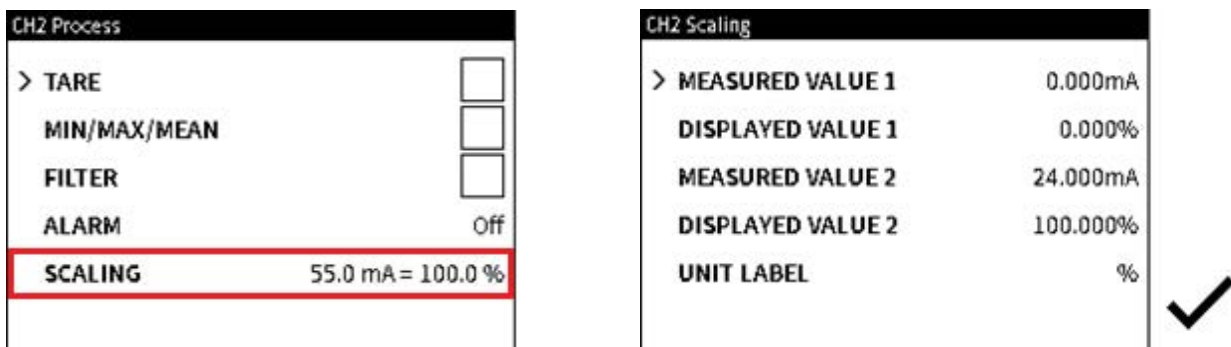 CH2 Process
> TARE
MIN/MAX/MEAN
FILTER
ALARM Off
SCALING 55.0 mA = 100.0 %
CH2 Scaling
> MEASURED VALUE 1 0.000mA
DISPLAYED VALUE 1 0.000%
MEASURED VALUE 2 24.000mA
DISPLAYED VALUE 2 100.000%
UNIT LABEL %